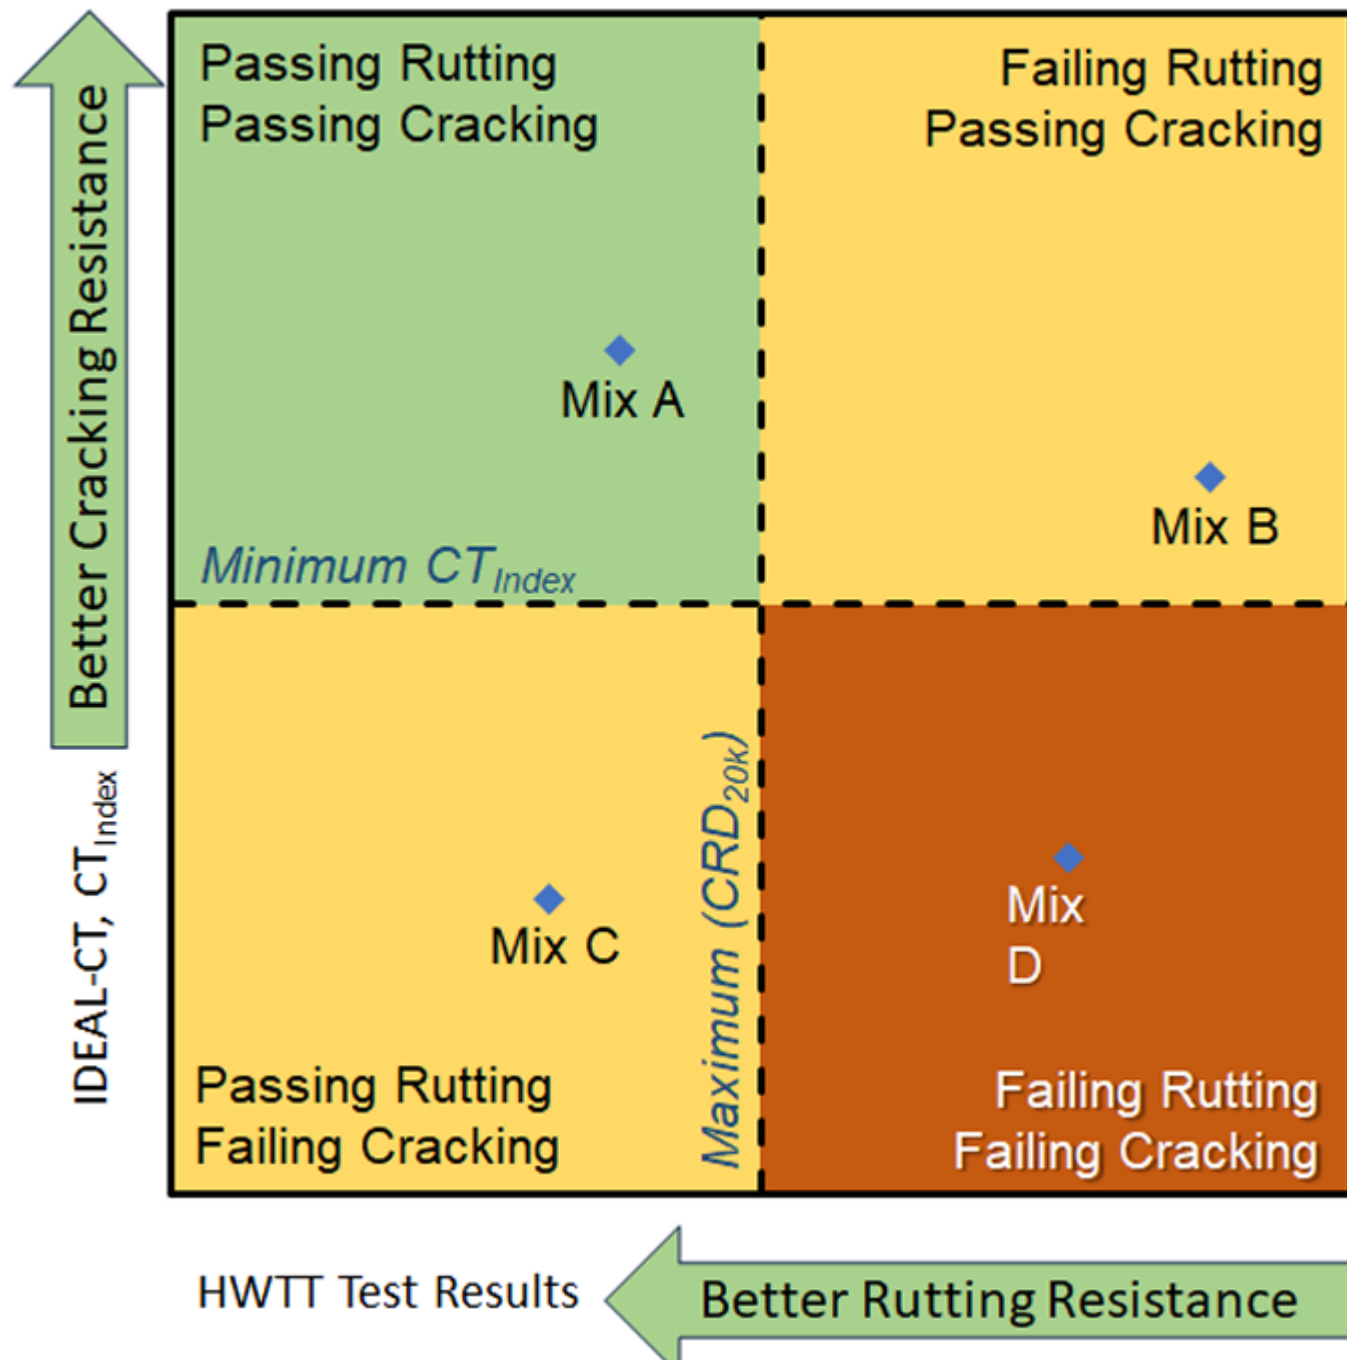 Passing Rutting
Passing Cracking
Failing Rutting
Passing Cracking
Better Cracking Resistance
Mix A
Mix B
Minimum CTIndex
IDEAL-CT, CTIndex
Maximum (CRD20k)
Mix C
Mix
D
Passing Rutting
Failing Cracking
Failing Rutting
Failing Cracking
HWTT Test Results
Better Rutting Resistance